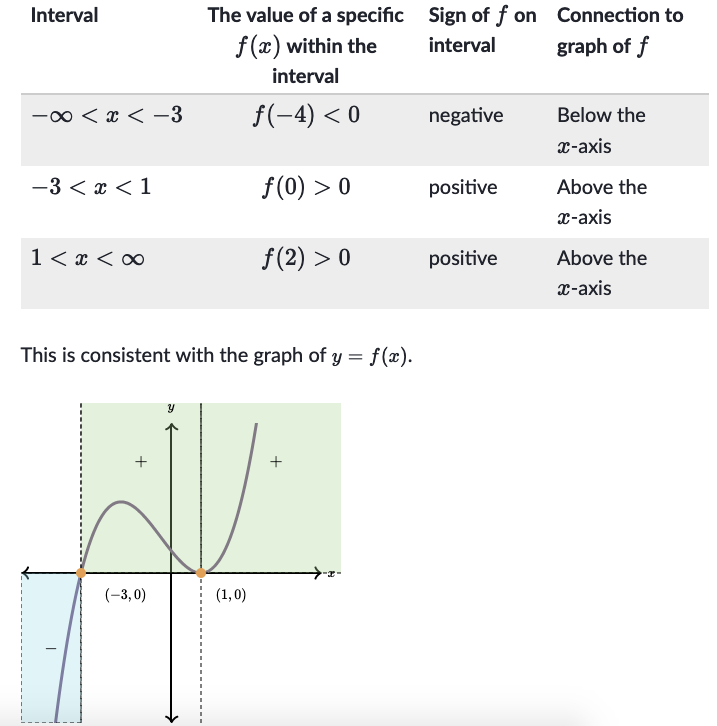 Interval The value of a specific Sign of f on Connection to
f(x) within the interval graph of f
interval
−∞ < x < −3 f(−4) < 0 negative Below the
x-axis
−3 < x < 1 f(0) > 0 positive Above the
x-axis
1 < x < ∞ f(2) > 0 positive Above the
x-axis
This is consistent with the graph of y = f(x).
y
+ +
x
(−3, 0) (1, 0)
−